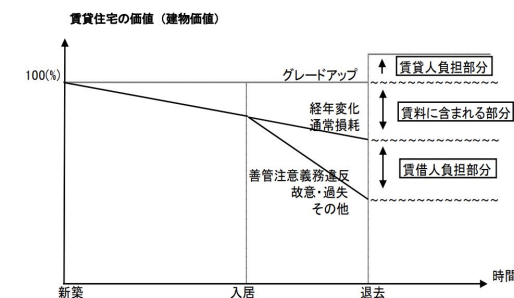 賃貸住宅の価値（建物価値）
100(%)
グレードアップ
賃貸人負担部分
経年変化
通常損耗
賃料に含まれる部分
善管注意義務違反
故意・過失
その他
賃借人負担部分
時間
新築
入居
退去